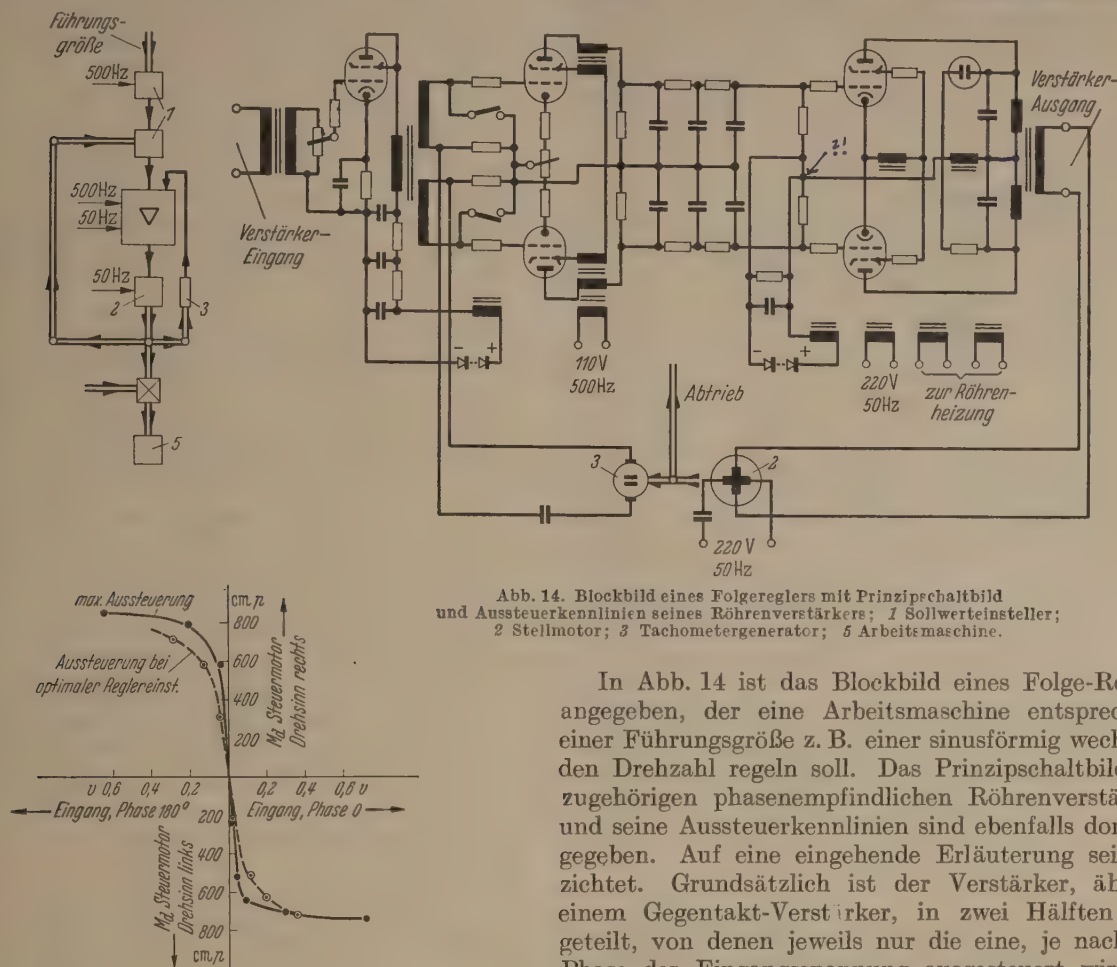 Führungs-
größe
500Hz
1
500Hz
50Hz
50Hz
2
3
5
Verstärker-
Eingang
110V
500Hz
2!
Verstärker-
Ausgang
- +
- +
220V
50Hz
zur Röhren-
heizung
Abtrieb
3
2
220V
50Hz
Abb. 14. Blockbild eines Folgereglers mit Prinzipschaltbild
und Aussteuerkennlinien seines Röhrenverstärkers; 1 Sollwerteinsteller;
2 Stellmotor; 3 Tachometergenerator; 5 Arbeitsmaschine.
max. Aussteuerung
cmp
800
Aussteuerung bei
optimaler Reglereinst.
600
400
200
Md Steuermotor
Drehsinn rechts
υ 0,6 0,4 0,2 0,2 0,4 0,6 υ
Eingang, Phase 180° Eingang, Phase 0
200
400
600
800
cmp
Md Steuermotor
Drehsinn links
In Abb. 14 ist das Blockbild eines Folge-Re
angegeben, der eine Arbeitsmaschine entsprec
einer Führungsgröße z. B. einer sinusförmig wech
den Drehzahl regeln soll. Das Prinzipschaltbild
zugehörigen phasenempfindlichen Röhrenverstä
und seine Aussteuerkennlinien sind ebenfalls dor
gegeben. Auf eine eingehende Erläuterung sei
zichtet. Grundsätzlich ist der Verstärker, äh
einem Gegentakt-Verst rker, in zwei Hälften
geteilt, von denen jeweils nur die eine, je nach